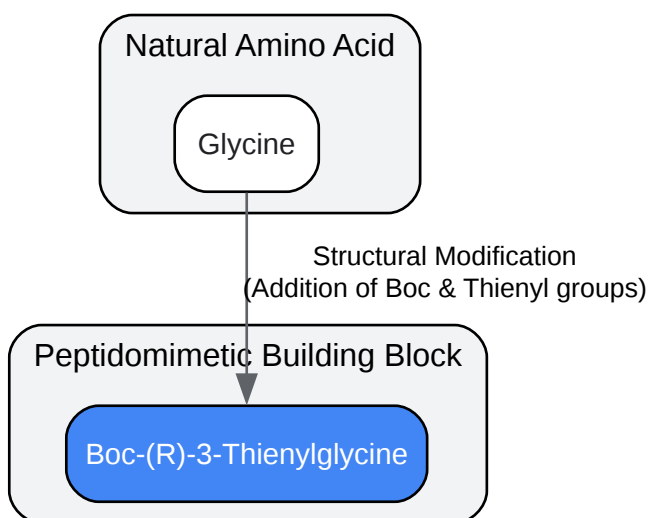 Natural Amino Acid
Glycine
Structural Modification
(Addition of Boc & Thienyl groups)
Peptidomimetic Building Block
Boc-(R)-3-Thienylglycine